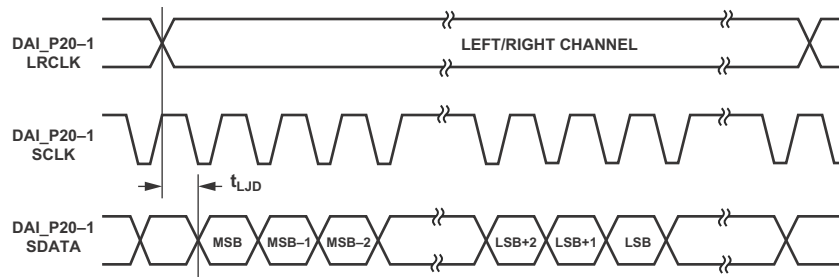 DAI_P20–1
LRCLK
LEFT/RIGHT CHANNEL
DAI_P20–1
SCLK
tLJD
DAI_P20–1
SDATA
MSB
MSB–1
MSB–2
LSB+2
LSB+1
LSB